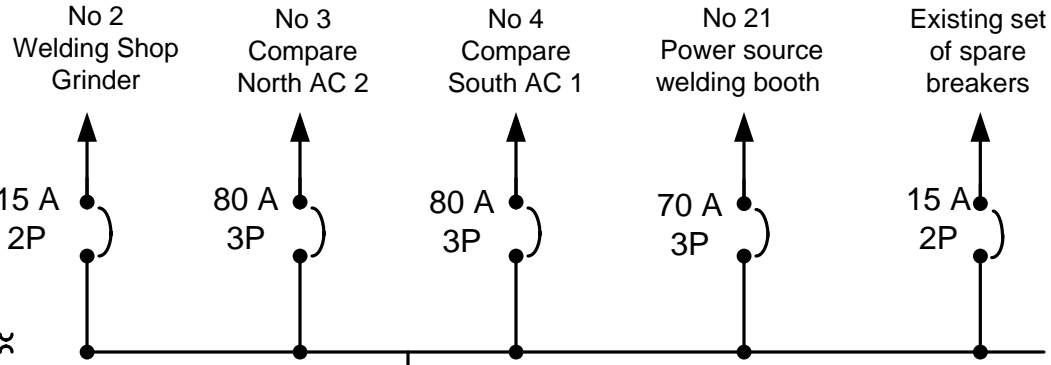 No 2
Welding Shop
Grinder
No 3
Compare
North AC 2
No 4
Compare
South AC 1
No 21
Power source
welding booth
Existing set
of spare
breakers
15 A
2P
80 A
3P
80 A
3P
70 A
3P
15 A
2P